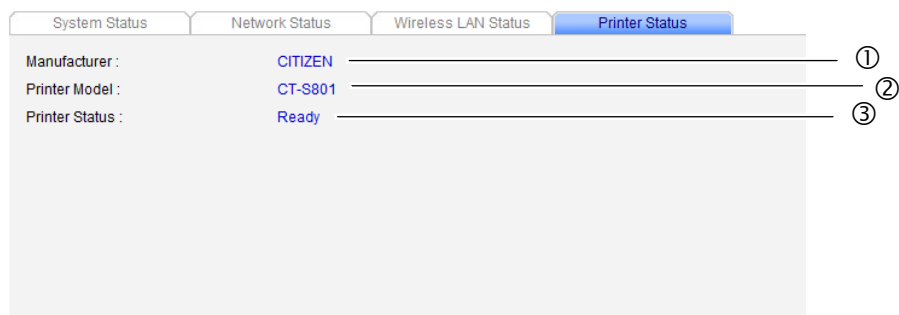 System Status Network Status Wireless LAN Status Printer Status
Manufacturer : CITIZEN ①
Printer Model : CT-S801 ②
Printer Status : Ready ③